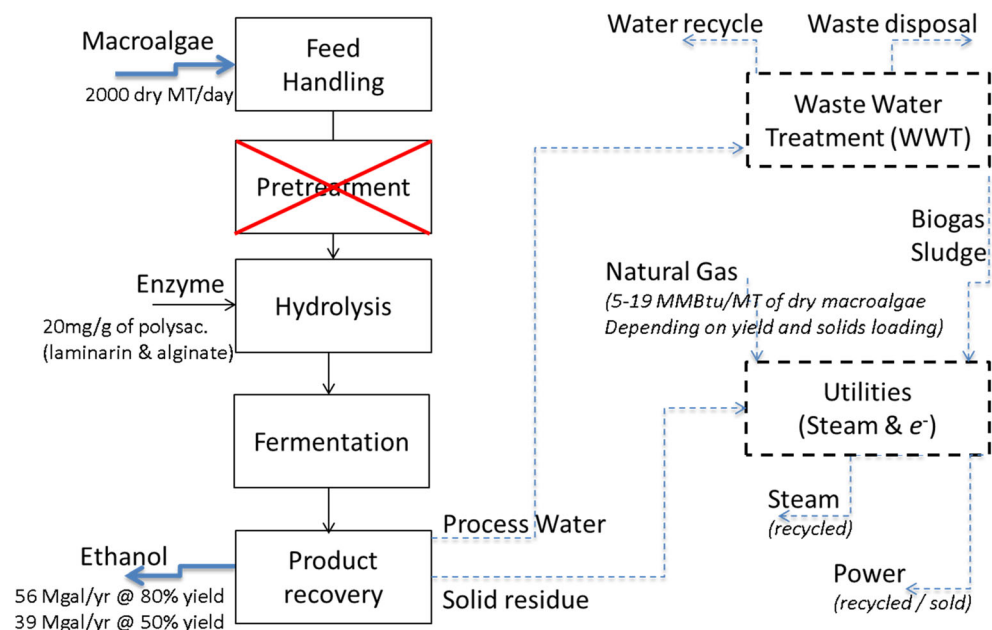 Macroalgae
2000 dry MT/day
Feed
Handling
Pretreatment
Enzyme
20mg/g of polysac.
(laminarin & alginate)
Hydrolysis
Fermentation
Product
recovery
Ethanol
56 Mgal/yr @ 80% yield
39 Mgal/yr @ 50% yield
Process Water
Solid residue
Water recycle
Waste disposal
Waste Water
Treatment (WWT)
Biogas
Sludge
Natural Gas
(5-19 MMBtu/MT of dry macroalgae
Depending on yield and solids loading)
Utilities
(Steam & e-)
Steam
(recycled)
Power
(recycled / sold)